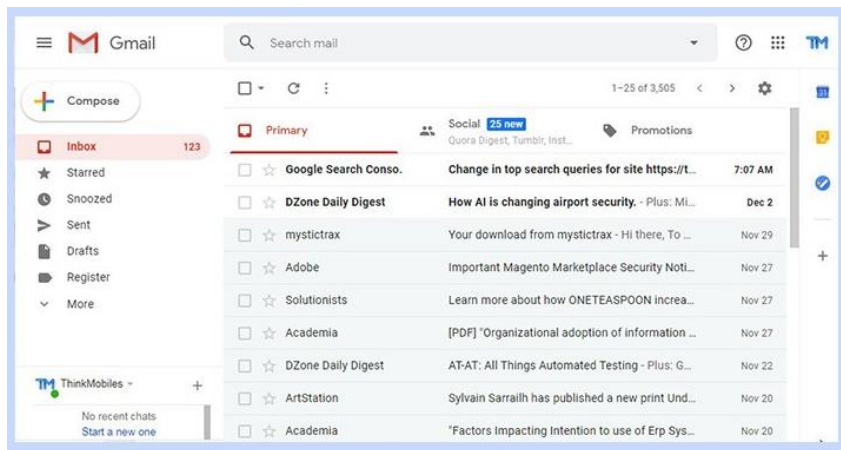 Gmail
Search mail
TM
Compose
1-25 of 3,505
31
Inbox 123
Starred
Snoozed
Sent
Drafts
Register
More
Primary
Social 25 new
Quora Digest, Tumblr, Inst...
Promotions
Google Search Conso. Change in top search queries for site https://t... 7:07 AM
DZone Daily Digest How AI is changing airport security. - Plus: Mi... Dec 2
mystictrax Your download from mystictrax - Hi there, To ... Nov 29
Adobe Important Magento Marketplace Security Noti... Nov 27
Solutionists Learn more about how ONETEASPOON increa... Nov 27
Academia [PDF] "Organizational adoption of information ... Nov 27
DZone Daily Digest AT-AT: All Things Automated Testing - Plus: G... Nov 22
ArtStation Sylvain Sarrailh has published a new print Und... Nov 20
Academia "Factors Impacting Intention to use of Erp Sys... Nov 20
TM ThinkMobiles
No recent chats
Start a new one